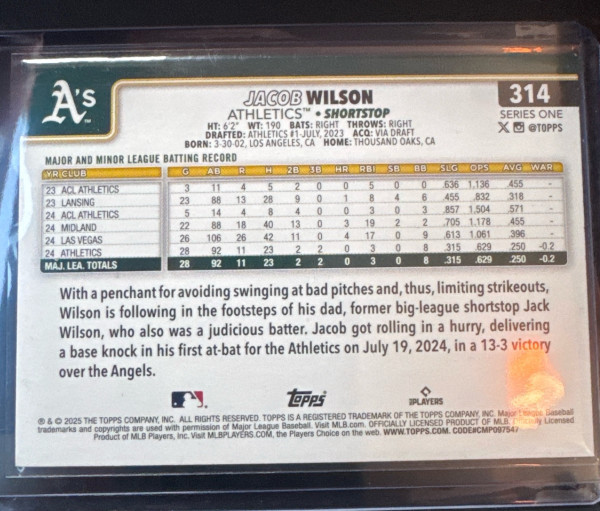 A's
JACOB WILSON
314
ATHLETICS™ • SHORTSTOP
SERIES ONE
HT: 6'2" WT: 190 BATS: RIGHT THROWS: RIGHT
@TOPPS
DRAFTED: ATHLETICS #1-JULY, 2023 ACQ: VIA DRAFT
BORN: 3-30-02, LOS ANGELES, CA HOME: THOUSAND OAKS, CA
MAJOR AND MINOR LEAGUE BATTING RECORD
YR CLUB G AB R H 2B 3B HR RBI SB BB SLG OPS AVG WAR
23 ACL ATHLETICS 3 11 4 5 2 0 0 5 0 0 .636 1.136 .455 -
23 LANSING 23 88 13 28 9 0 1 8 4 6 .455 .832 .318 -
24 ACL ATHLETICS 5 14 4 8 4 0 0 3 0 3 .857 1.504 .571 -
24 MIDLAND 22 88 18 40 13 0 3 19 2 2 .705 1.178 .455 -
24 LAS VEGAS 26 106 26 42 11 0 4 17 0 9 .613 1.061 .396 -
24 ATHLETICS 28 92 11 23 2 2 0 3 0 8 .315 .629 .250 -0.2
MAJ. LEA. TOTALS 28 92 11 23 2 2 0 3 0 8 .315 .629 .250 -0.2
With a penchant for avoiding swinging at bad pitches and, thus, limiting strikeouts,
Wilson is following in the footsteps of his dad, former big-league shortstop Jack
Wilson, who also was a judicious batter. Jacob got rolling in a hurry, delivering
a base knock in his first at-bat for the Athletics on July 19, 2024, in a 13-3 victory
over the Angels.
Topps PLAYERS
® & © 2025 THE TOPPS COMPANY, INC. ALL RIGHTS RESERVED. TOPPS IS A REGISTERED TRADEMARK OF THE TOPPS COMPANY, INC. Major League Baseball
trademarks and copyrights are used with permission of Major League Baseball. Visit MLB.com. OFFICIALLY LICENSED PRODUCT OF MLB. Officially Licensed
Product of MLB Players, Inc. Visit MLBPLAYERS.COM, the Players Choice on the web. WWW.TOPPS.COM. CODE#CMP097547